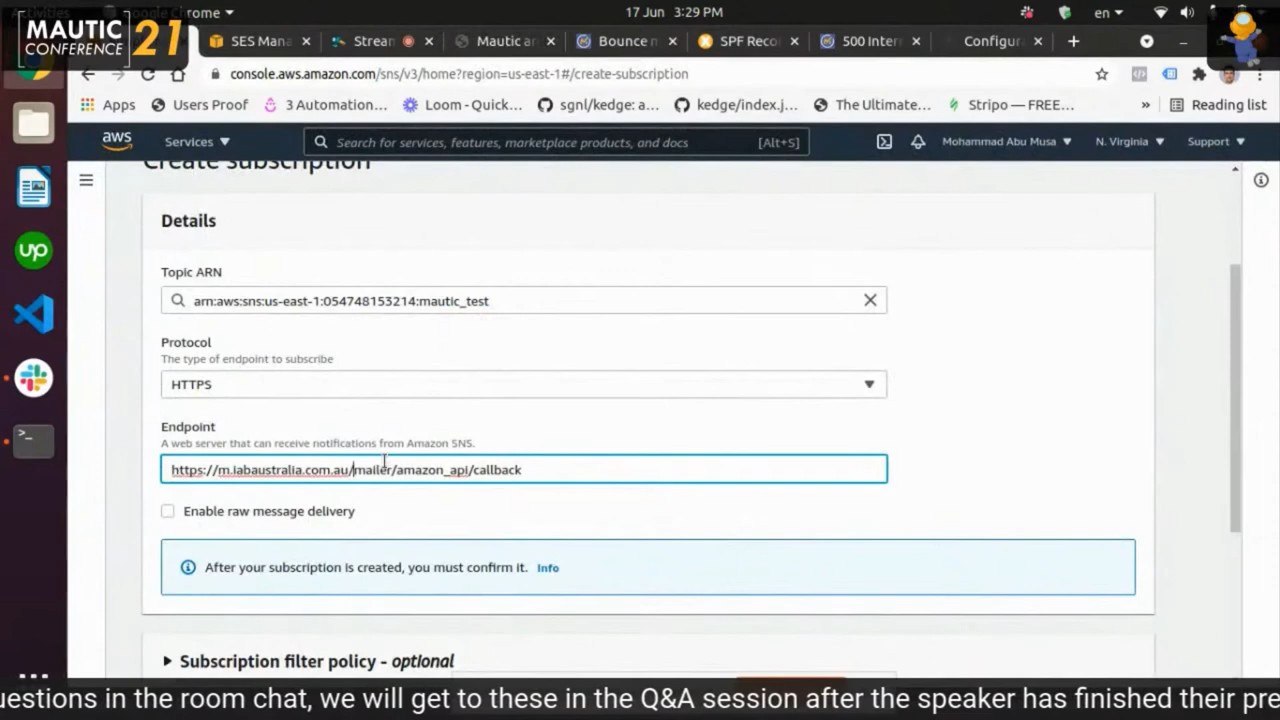 Activities
Google Chrome
17 Jun 3:29 PM
en
MAUTIC
CONFERENCE 21
SES Mana
Stream
Mautic a
Bounce m
SPF Reco
500 Inter
Configur
console.aws.amazon.com/sns/v3/home?region=us-east-1#/create-subscription
Apps
Users Proof
3 Automation...
Loom - Quick...
sgnl/kedge: a...
kedge/index.j...
The Ultimate...
Stripo — FREE...
»
Reading list
aws
Services
Search for services, features, marketplace products, and docs
[Alt+S]
Mohammad Abu Musa
N. Virginia
Support
Create subscription
Details
Topic ARN
arn:aws:sns:us-east-1:054748153214:mautic_test
Protocol
The type of endpoint to subscribe
HTTPS
Endpoint
A web server that can receive notifications from Amazon SNS.
https://m.iabaustralia.com.au/mailer/amazon_api/callback
Enable raw message delivery
After your subscription is created, you must confirm it. Info
Subscription filter policy - optional
up
>_
uestions in the room chat, we will get to these in the Q&A session after the speaker has finished their pre